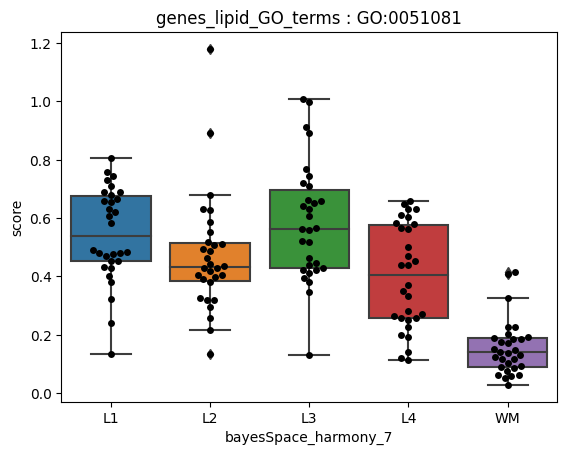 genes_lipid_GO_terms : GO:0051081
1.2
1.0
0.8
0.6
0.4
0.2
0.0
score
L1 L2 L3 L4 WM
bayesSpace_harmony_7